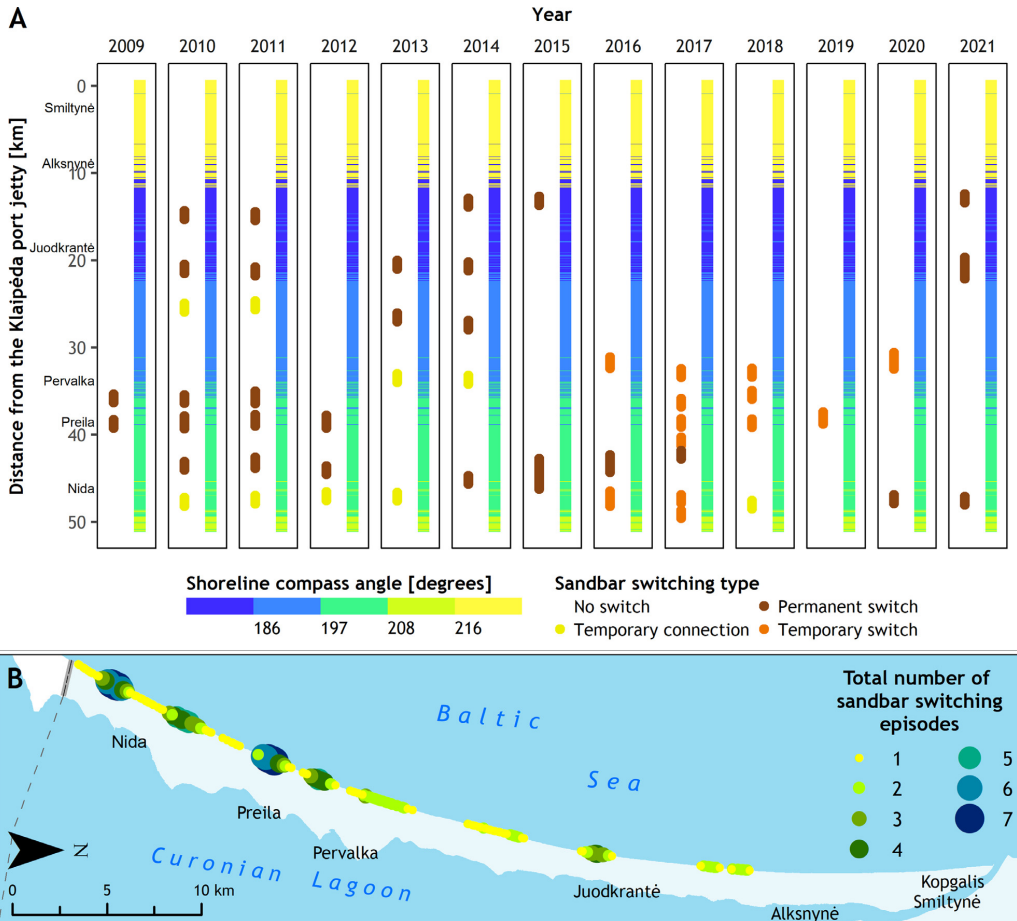 A
Year
2009 2010 2011 2012 2013 2014 2015 2016 2017 2018 2019 2020 2021
Distance from the Klaipėda port jetty [km]
0
Smiltynė
Alksnynė
10
Juodkrantė
20
30
Pervalka
Preila
40
Nida
50
Shoreline compass angle [degrees]
186 197 208 216
Sandbar switching type
No switch
Permanent switch
Temporary connection
Temporary switch
B
Baltic
Sea
Total number of
sandbar switching
episodes
1 5
2 6
3 7
4
Nida
Preila
Pervalka
Juodkrantė
Alksnynė
Kopgalis
Smiltynė
Curonian Lagoon
N
0 5 10 km